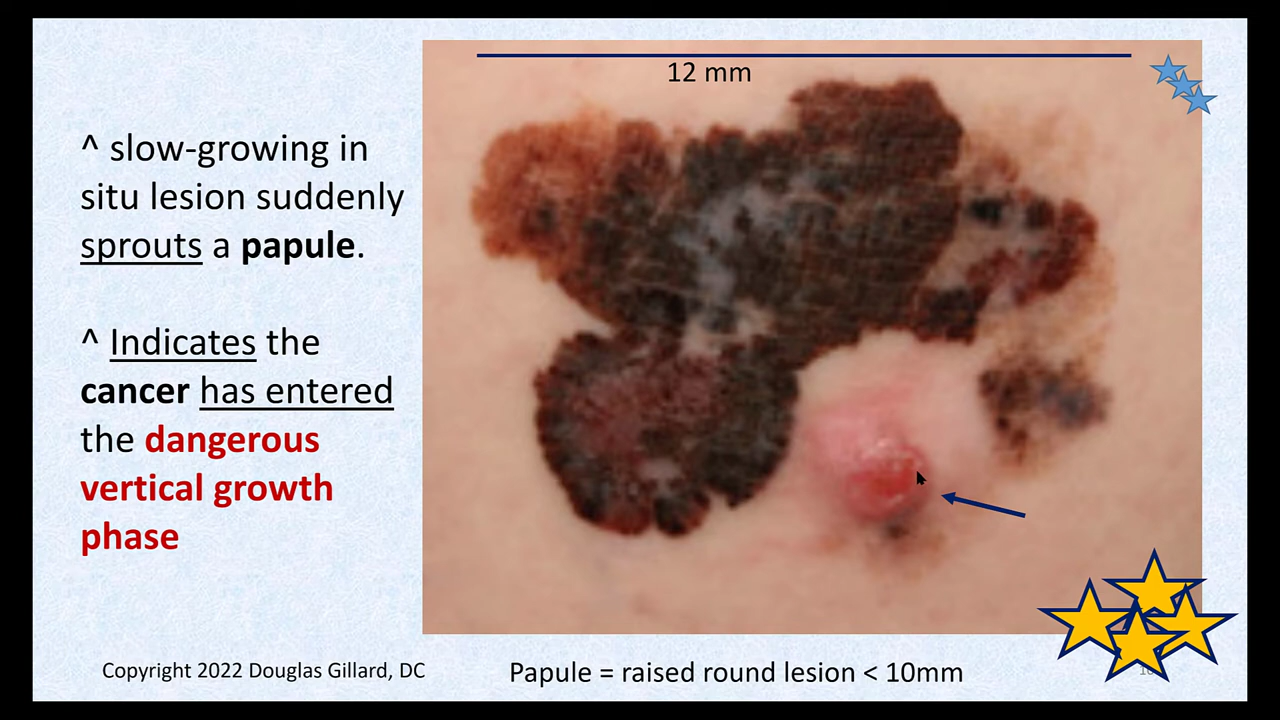 12 mm
^ slow-growing in
situ lesion suddenly
sprouts a papule.
^ Indicates the
cancer has entered
the dangerous
vertical growth
phase
Copyright 2022 Douglas Gillard, DC
Papule = raised round lesion < 10mm